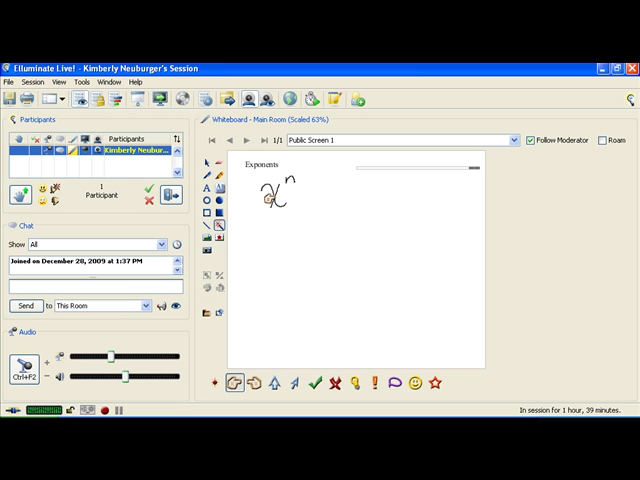 Elluminate Live! - Kimberly Neuburger's Session
File Session View Tools Window Help
Participants
Participants
Kimberly Neubur...
1
Participant
Chat
Show All
Joined on December 28, 2009 at 1:37 PM
Send to This Room
Audio
Ctrl+F2
Whiteboard - Main Room (Scaled 63%)
1/1 Public Screen 1 Follow Moderator Roam
Exponents
xⁿ
In session for 1 hour, 39 minutes.